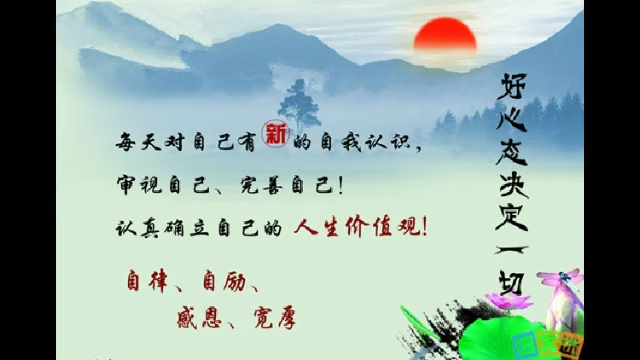 好心态决定一切
每天对自己有新的自我认识，
审视自己、完善自己！
认真确立自己的人生价值观！
自律、自励、
感恩、宽厚